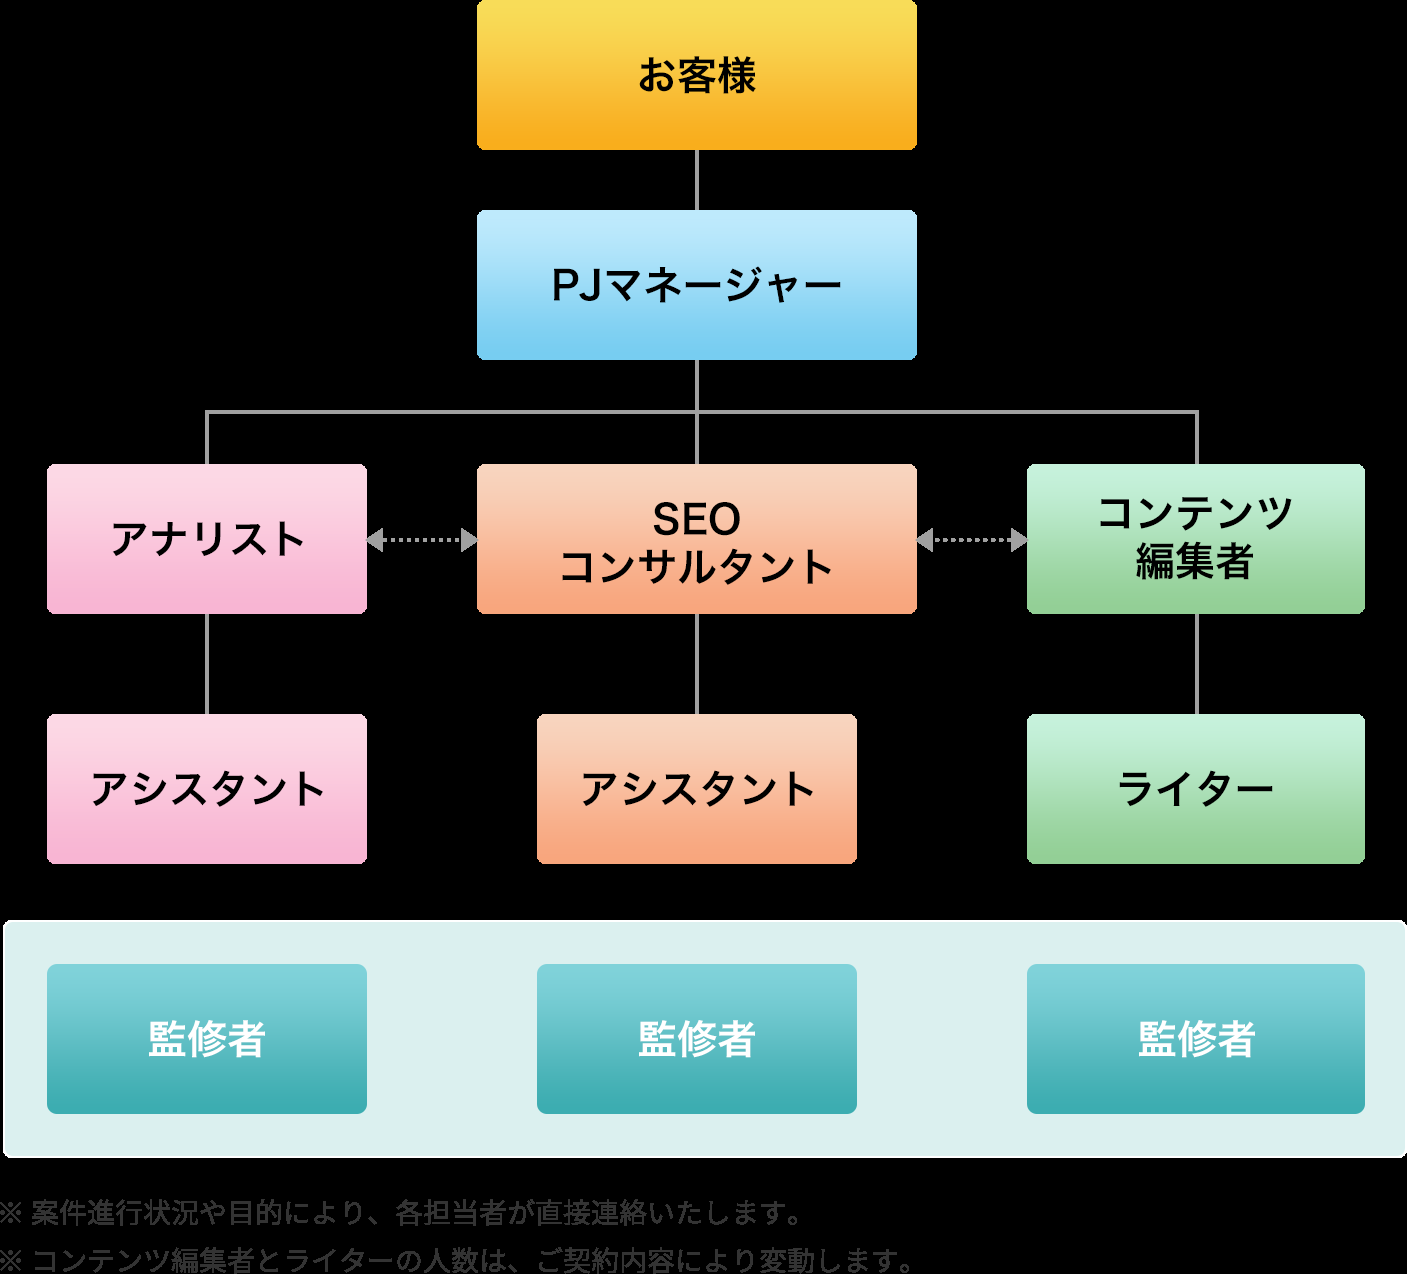 お客様
PJマネージャー
アナリスト
SEO
コンサルタント
コンテンツ
編集者
アシスタント
アシスタント
ライター
監修者
監修者
監修者
※ 案件進行状況や目的により、各担当者が直接連絡いたします。
※ コンテンツ編集者とライターの人数は、ご契約内容により変動します。